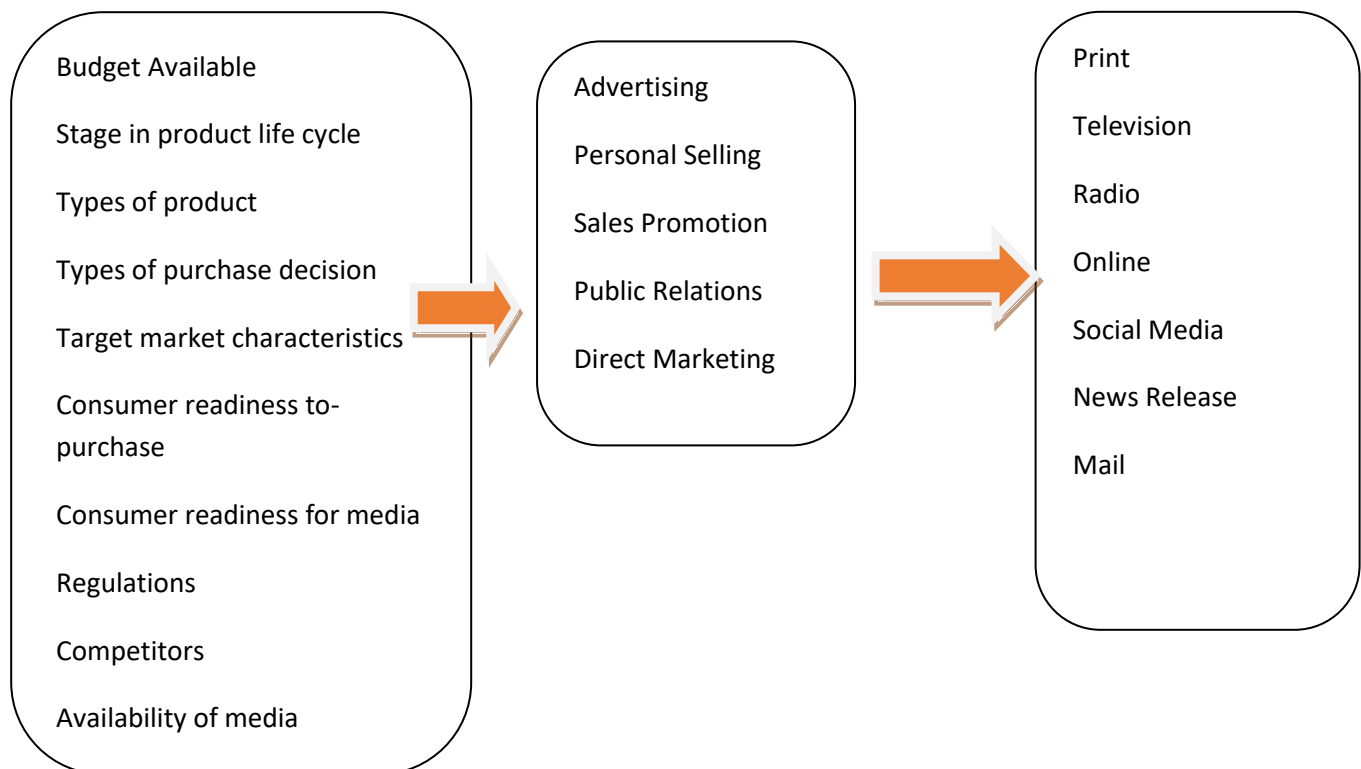 Budget Available
Stage in product life cycle
Types of product
Types of purchase decision
Target market characteristics
Consumer readiness to-
purchase
Consumer readiness for media
Regulations
Competitors
Availability of media
Advertising
Personal Selling
Sales Promotion
Public Relations
Direct Marketing
Print
Television
Radio
Online
Social Media
News Release
Mail